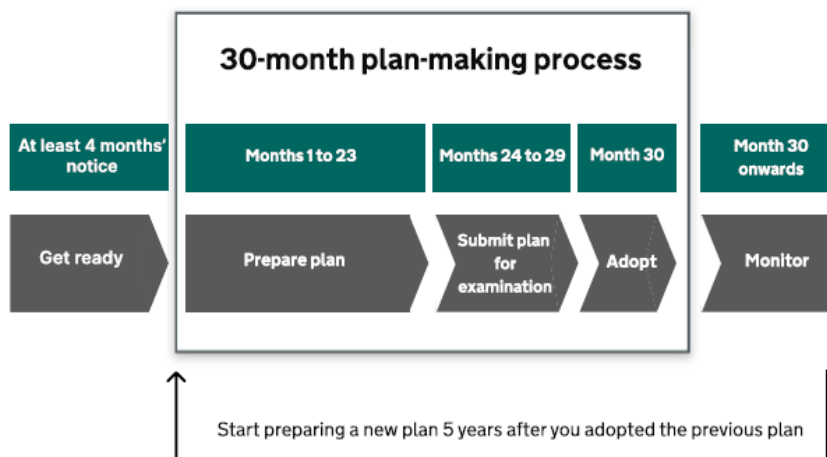 30-month plan-making process
At least 4 months'
notice
Months 1 to 23
Months 24 to 29
Month 30
Month 30
onwards
Get ready
Prepare plan
Submit plan
for
examination
Adopt
Monitor
Start preparing a new plan 5 years after you adopted the previous plan